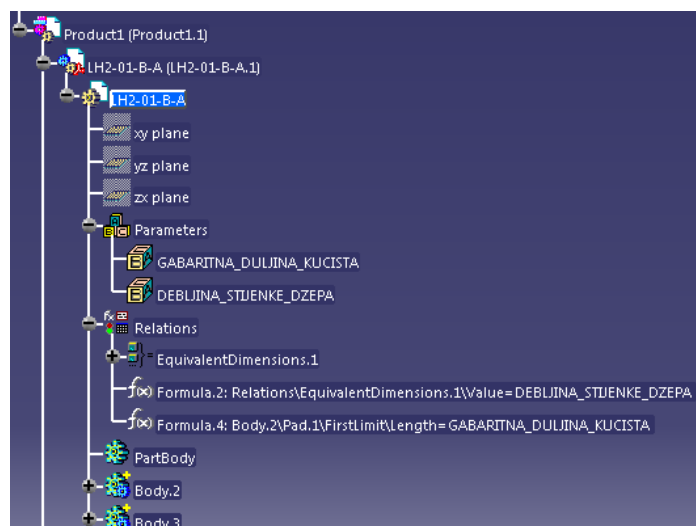 Product1 (Product1.1)
LH2-01-B-A (LH2-01-B-A.1)
LH2-01-B-A
xy plane
yz plane
zx plane
Parameters
GABARITNA_DULJINA_KUCISTA
DEBLJINA_STIJENKE_DZEPA
Relations
EquivalentDimensions.1
Formula.2: Relations\EquivalentDimensions.1\Value=DEBLJINA_STIJENKE_DZEPA
Formula.4: Body.2\Pad.1\FirstLimit\Length=GABARITNA_DULJINA_KUCISTA
PartBody
Body.2
Body.3